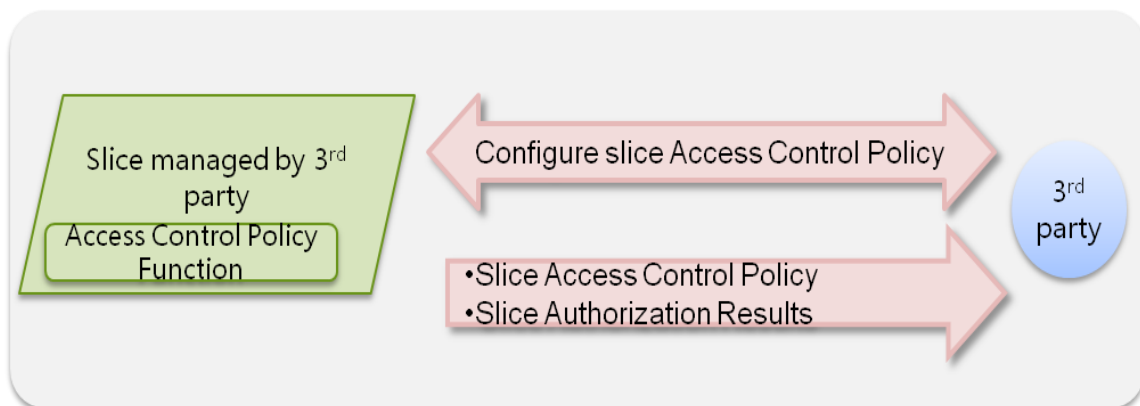 Slice managed by 3rd
party
Access Control Policy
Function
Configure slice Access Control Policy
•Slice Access Control Policy
•Slice Authorization Results
3rd
party